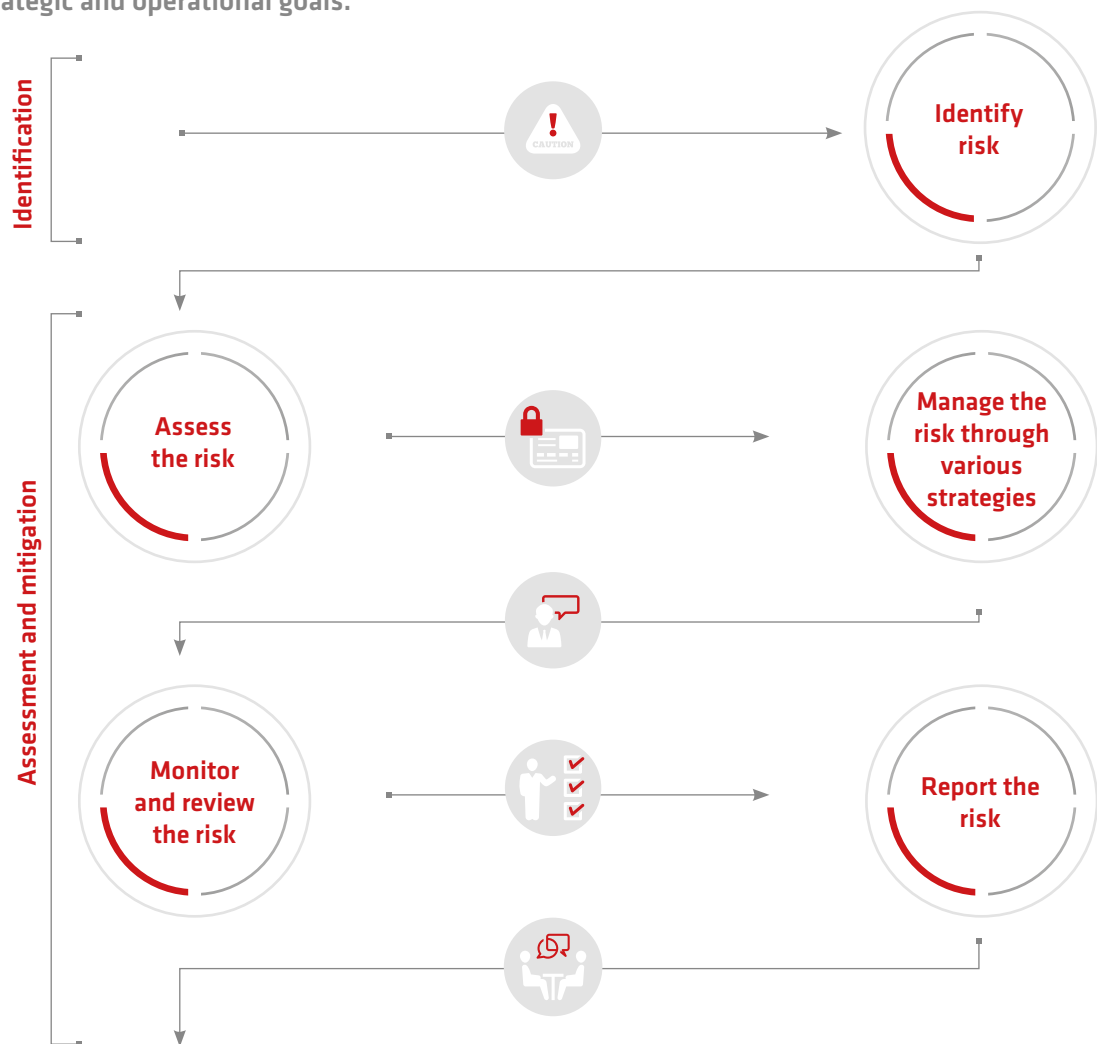 and operational goals.
Identification
CAUTION
Identify
risk
Assess
the risk
Manage the
risk through
various
strategies
Assessment and mitigation
Monitor
and review
the risk
Report the
risk